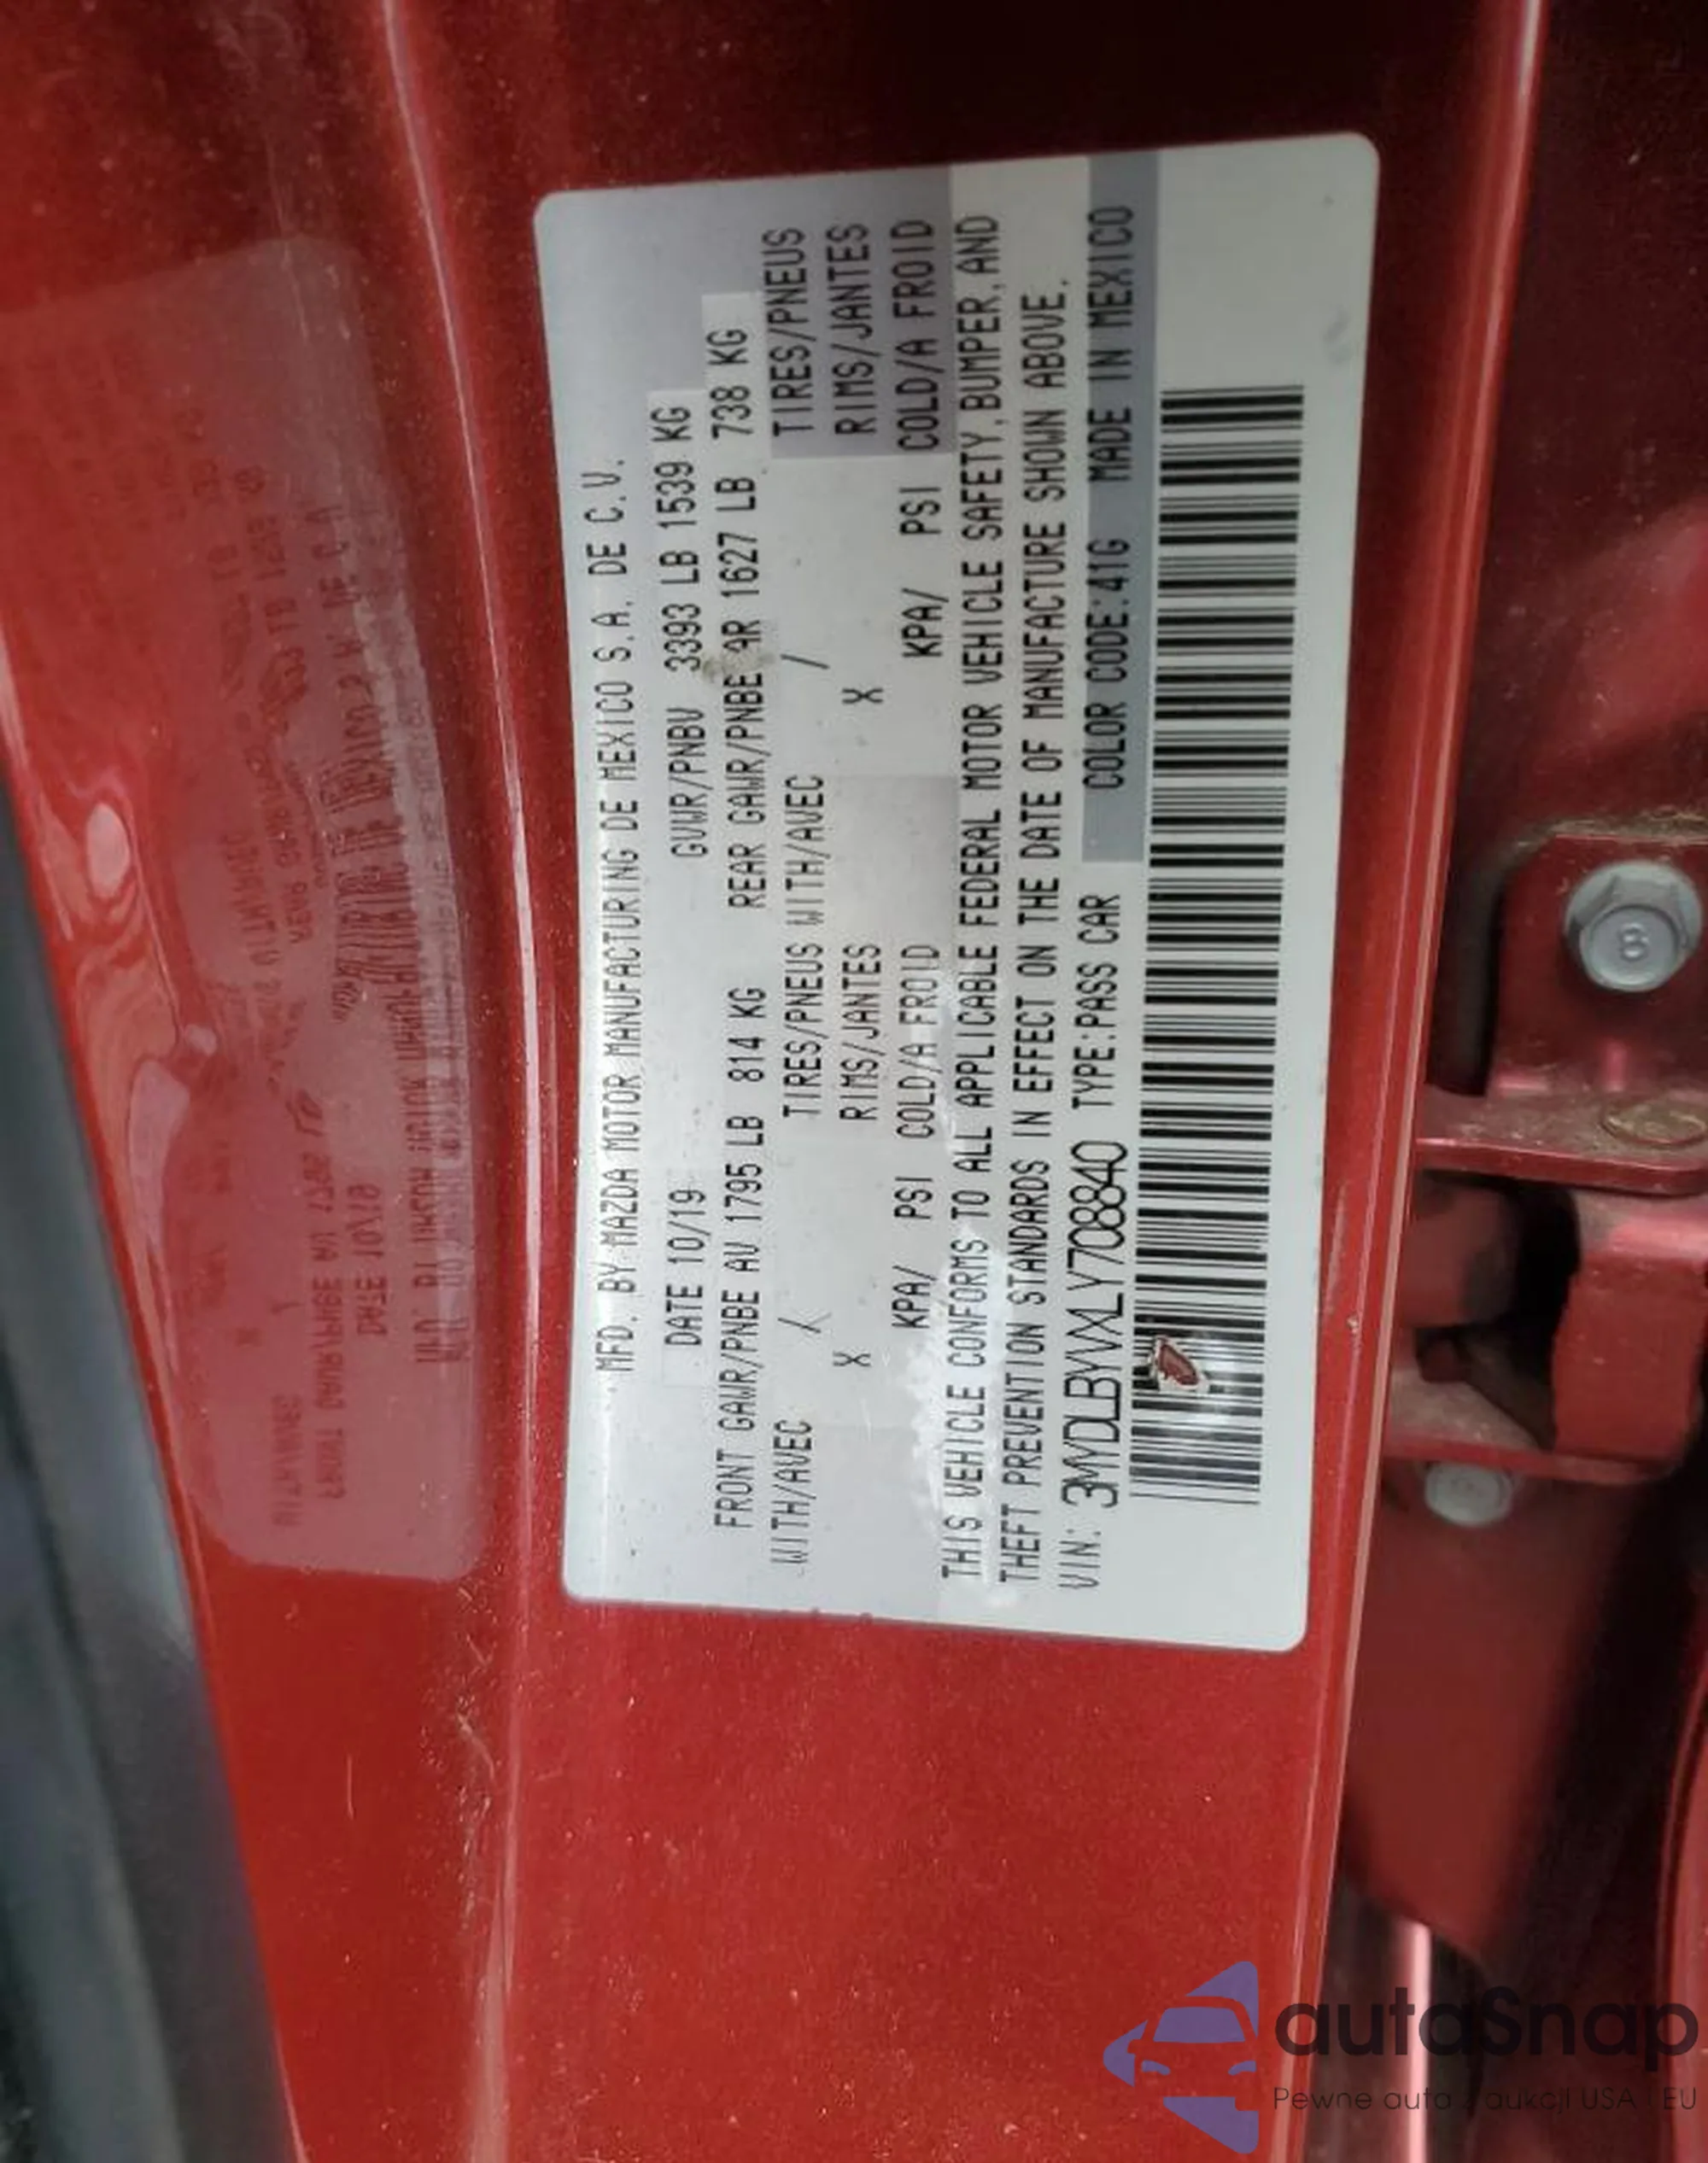 MFD. BY MAZDA MOTOR MANUFACTURING DE MEXICO S.A. DE C.V.
DATE 10/19 GVWR/PNBV 3393 LB 1539 KG
FRONT GAWR/PNBE AV 1795 LB 814 KG REAR GAWR/PNBE AR 1627 LB 738 KG
WITH/AVEC / TIRES/PNEUS WITH/AVEC / TIRES/PNEUS
X RIMS/JANTES X RIMS/JANTES
KPA/ PSI COLD/A FROID KPA/ PSI COLD/A FROID
THIS VEHICLE CONFORMS TO ALL APPLICABLE FEDERAL MOTOR VEHICLE SAFETY, BUMPER, AND
THEFT PREVENTION STANDARDS IN EFFECT ON THE DATE OF MANUFACTURE SHOWN ABOVE.
VIN: 3MYDLBYVXLY708840 TYPE:PASS CAR COLOR CODE:41G MADE IN MEXICO
8
autaSnap
Pewne auta z aukcji USA i EU